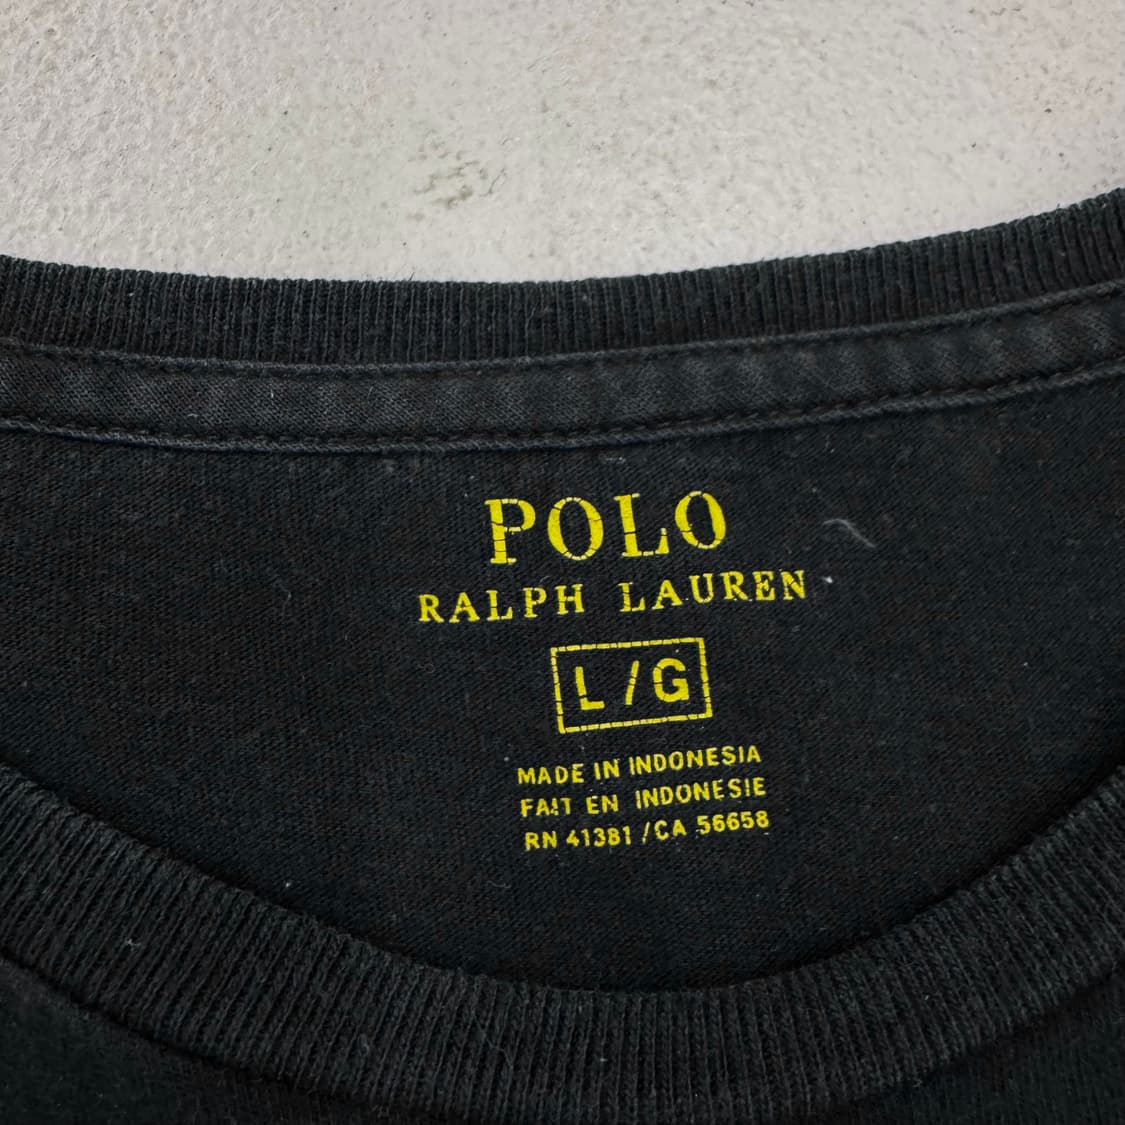 POLO
RALPH LAUREN
L/G
MADE IN INDONESIA
FAIT EN INDONESIE
RN 41381 /CA 56658